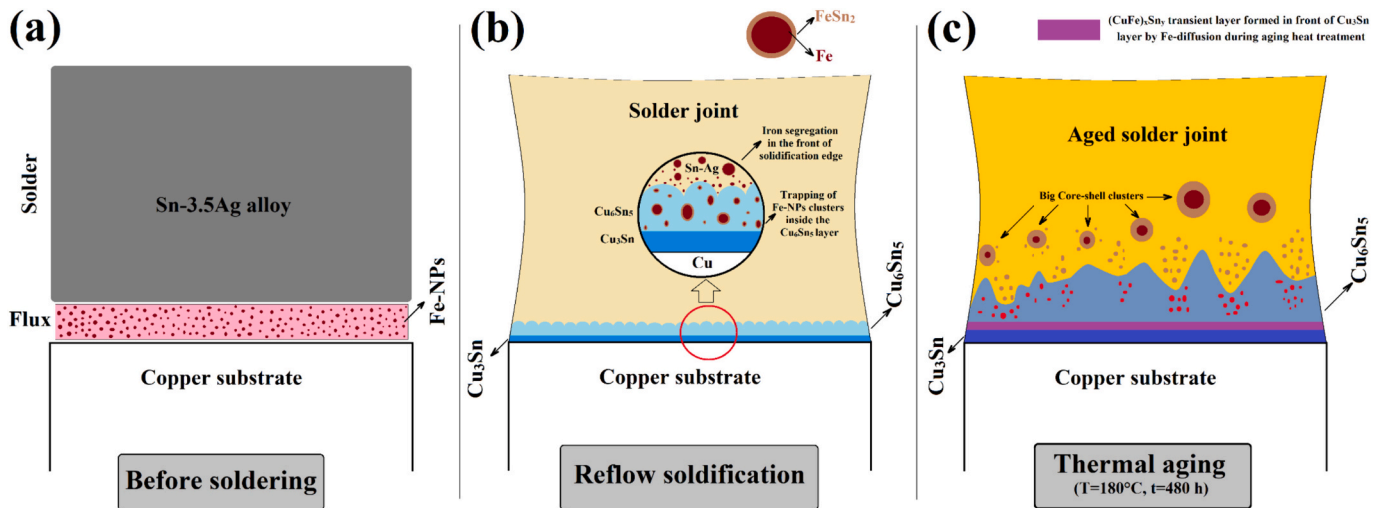 (a)
Solder
Sn-3.5Ag alloy
Flux
Fe-NPs
Copper substrate
Before soldering
(b)
FeSn₂
Fe
Solder joint
Iron segregation
in the front of
solidification edge
Sn-Ag
Trapping of
Fe-NPs clusters
inside the
Cu₆Sn₅ layer
Cu₆Sn₅
Cu₃Sn
Cu
Cu₆Sn₅
Cu₃Sn
Copper substrate
Reflow soldification
(c)
(CuFe)ₓSnᵧ transient layer formed in front of Cu₃Sn
layer by Fe-diffusion during aging heat treatment
Aged solder joint
Big Core-shell clusters
Cu₆Sn₅
Cu₃Sn
Copper substrate
Thermal aging
(T=180°C, t=480 h)